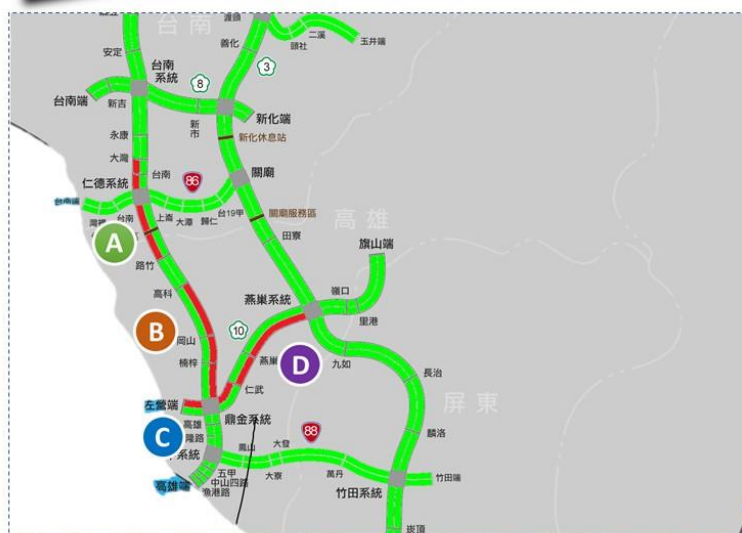 渡頭
台南
善化
頭社
二溪
玉井端
安定
3
台南
系統
8
台南端
新吉
新市
新化端
永康
新化休息站
大灣
台南
86
關廟
仁德系統
台南端
台南
上崙
大潭
歸仁
台19甲
關廟服務區
高雄
A
田寮
旗山端
路竹
高科
燕巢系統
嶺口
里港
B
岡山
10
燕巢
D
九如
楠梓
長治
仁武
左營端
屏東
鼎金系統
高雄
C
隆路
88
麟洛
系統
鳳山
大發
五甲
大寮
萬丹
竹田端
中山四路
高雄端
漁港路
竹田系統
崁頂